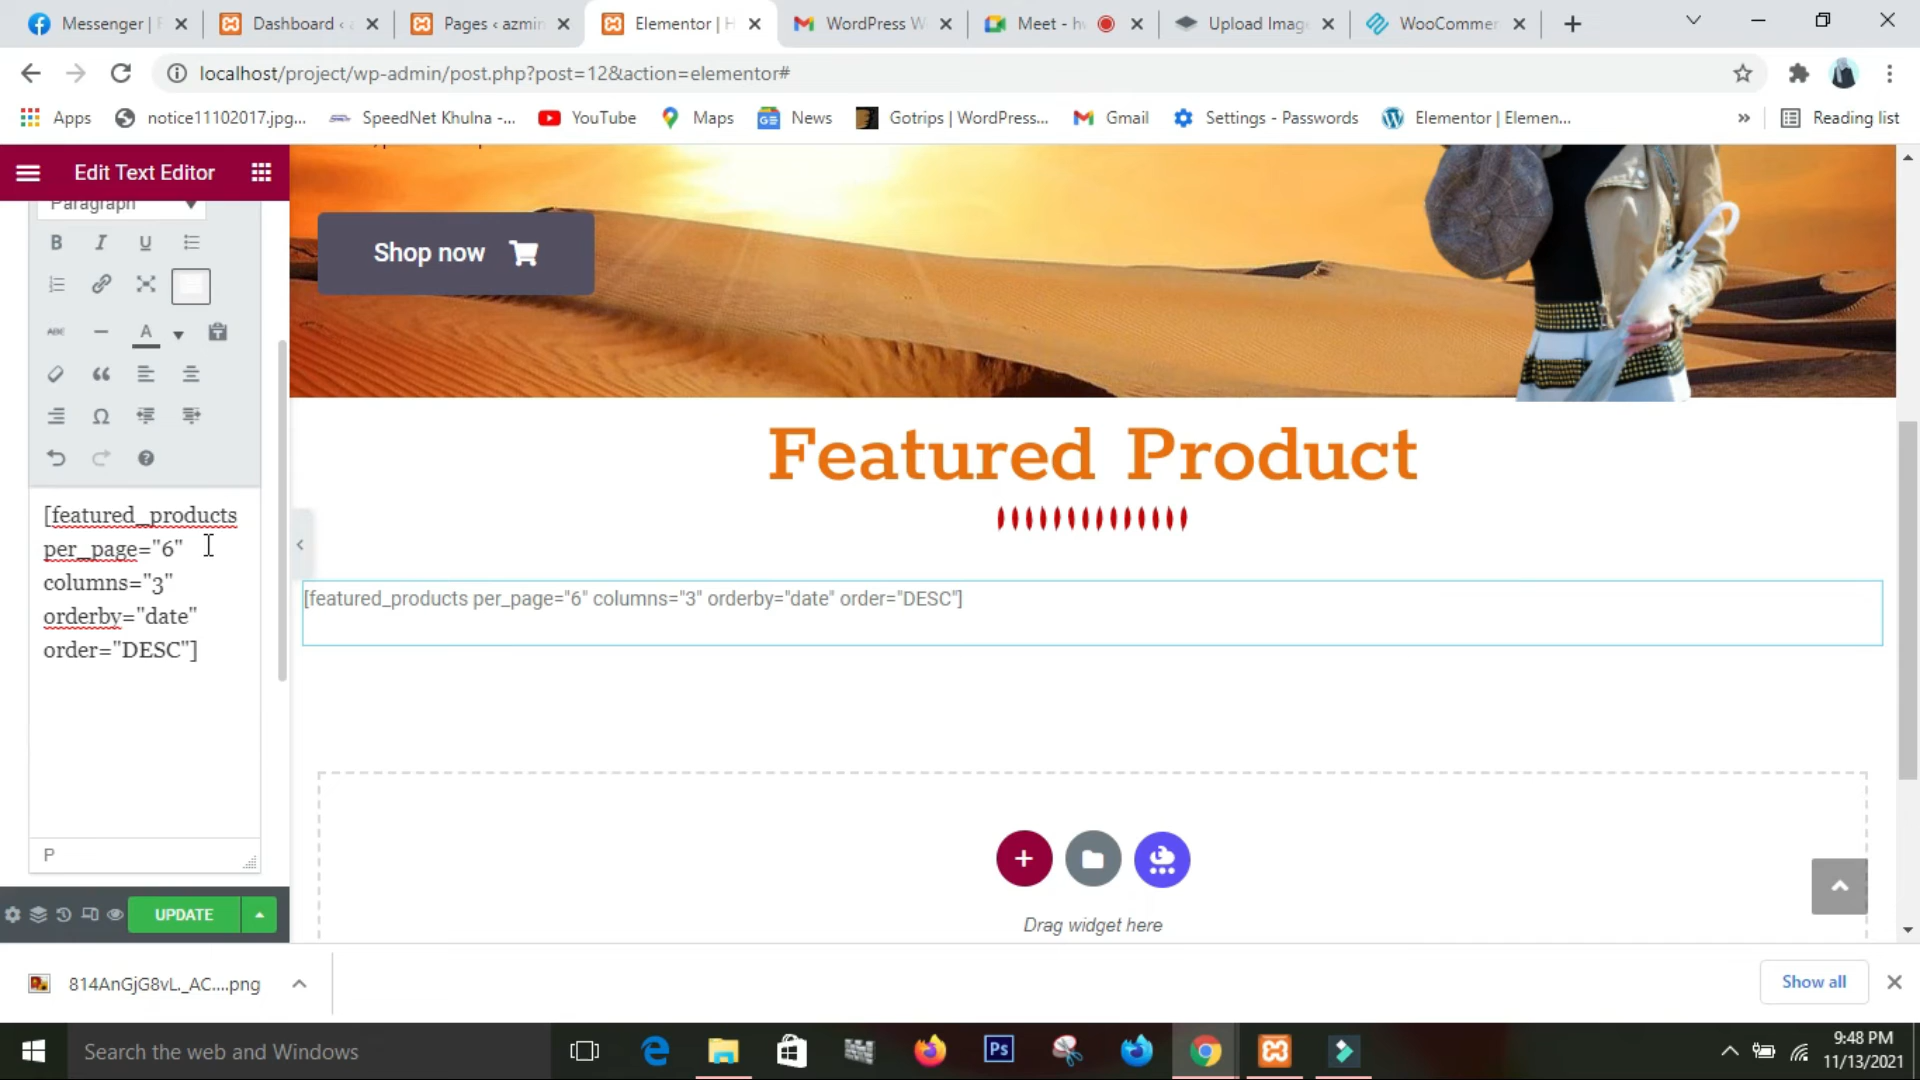 Messenger |
Dashboard ‹
Pages ‹ azmin
Elementor |
WordPress W
Meet - h
Upload Imag
WooCommer
localhost/project/wp-admin/post.php?post=12&action=elementor#
Apps
notice11102017.jpg...
SpeedNet Khulna -...
YouTube
Maps
News
Gotrips | WordPress...
Gmail
Settings - Passwords
Elementor | Elemen...
»
Reading list
Edit Text Editor
Paragraph
B I U
ABC
A
Ω
[featured_products
per_page="6"
columns="3"
orderby="date"
order="DESC"]
P
UPDATE
Shop now
Featured Product
[featured_products per_page="6" columns="3" orderby="date" order="DESC"]
Drag widget here
814AnGjG8vL._AC....png
Show all
Search the web and Windows
Ps
9:48 PM
11/13/2021